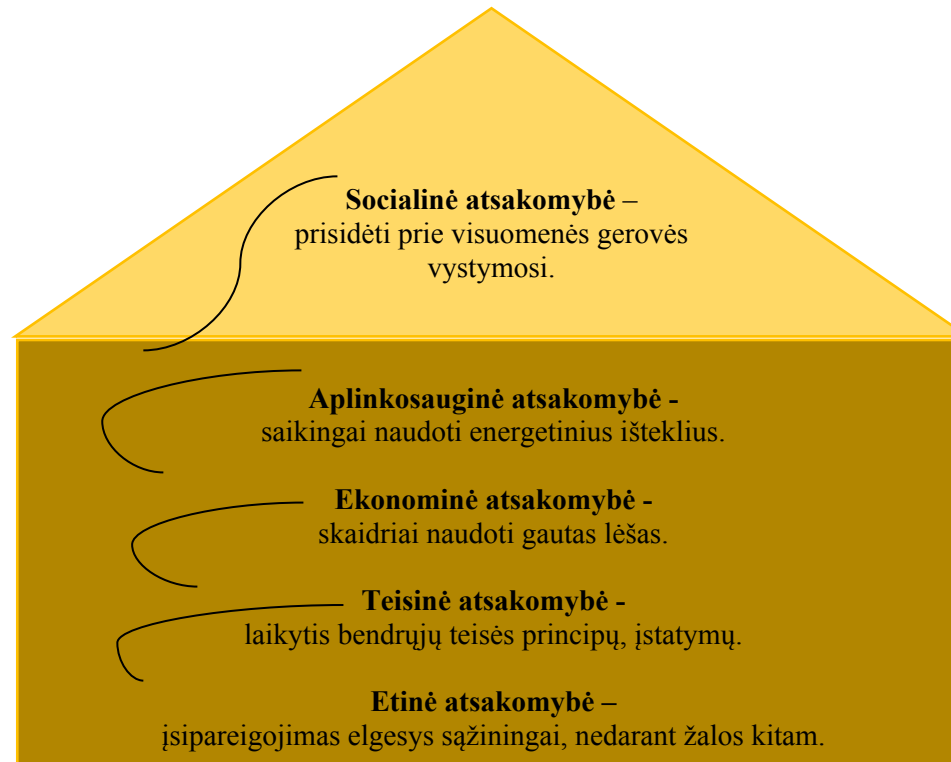 Socialinė atsakomybė –
prisidėti prie visuomenės gerovės
vystymosi.
Aplinkosauginė atsakomybė -
saikingai naudoti energetinius išteklius.
Ekonominė atsakomybė -
skaidriai naudoti gautas lėšas.
Teisinė atsakomybė -
laikytis bendrųjų teisės principų, įstatymų.
Etinė atsakomybė –
įsipareigojimas elgesys sąžiningai, nedarant žalos kitam.